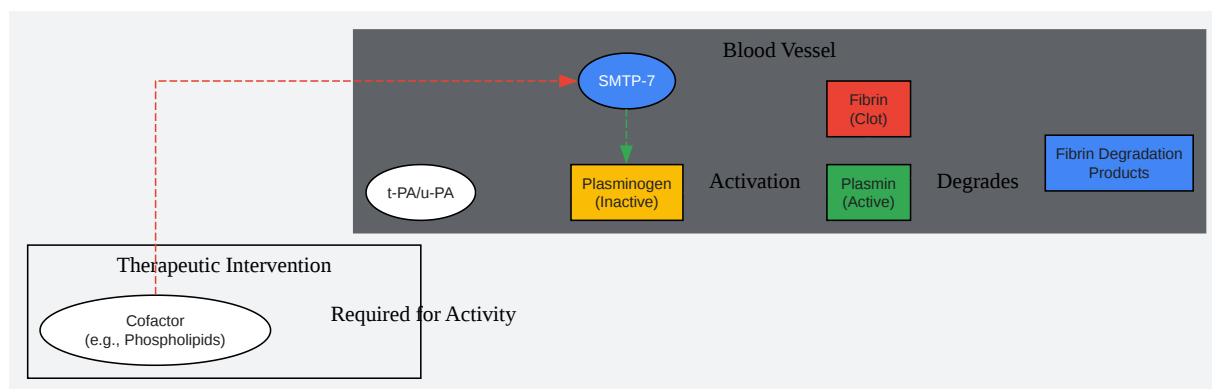 Blood Vessel
SMTP-7
Fibrin
(Clot)
Fibrin Degradation
Products
t-PA/u-PA
Plasminogen
(Inactive)
Activation
Plasmin
(Active)
Degrades
Therapeutic Intervention
Required for Activity
Cofactor
(e.g., Phospholipids)